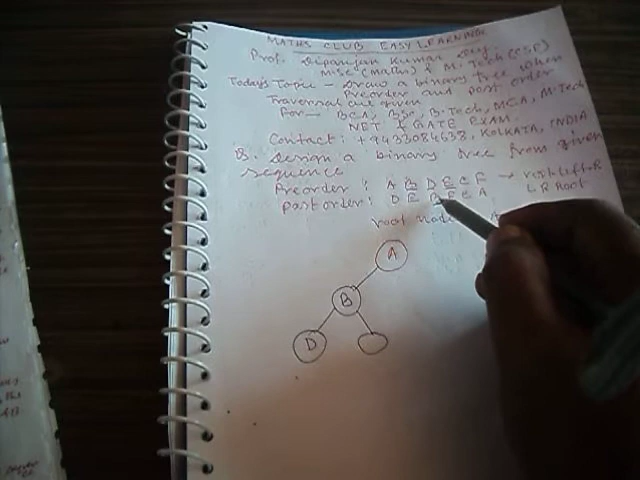 MATHS CLUB EASY LEARNING
Prof. Dipanjan Kumar Dey
MSc (Maths) & M.Tech (CSE)
Today's Topic - Draw a binary tree when
Preorder and post order
Traversal are given
For - BCA, BSc, B.Tech, MCA, M.Tech
NET & GATE EXAM.
Contact: +9433084638, KOLKATA, INDIA
Q. Design a binary tree from given
sequence
Preorder : A B D E C F → root Left R
Post order: D E B F C A L R Root
root node A
A
B
D